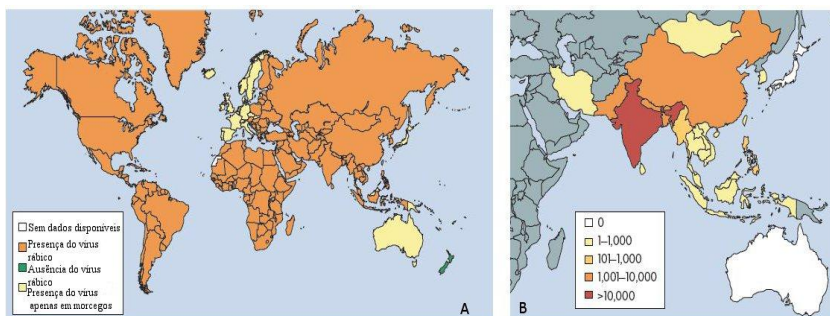 Sem dados disponíveis
Presença do vírus
rábico
Ausência do vírus
rábico
Presença do vírus
apenas em morcegos
A
0
1–1,000
101–1,000
1,001–10,000
>10,000
B